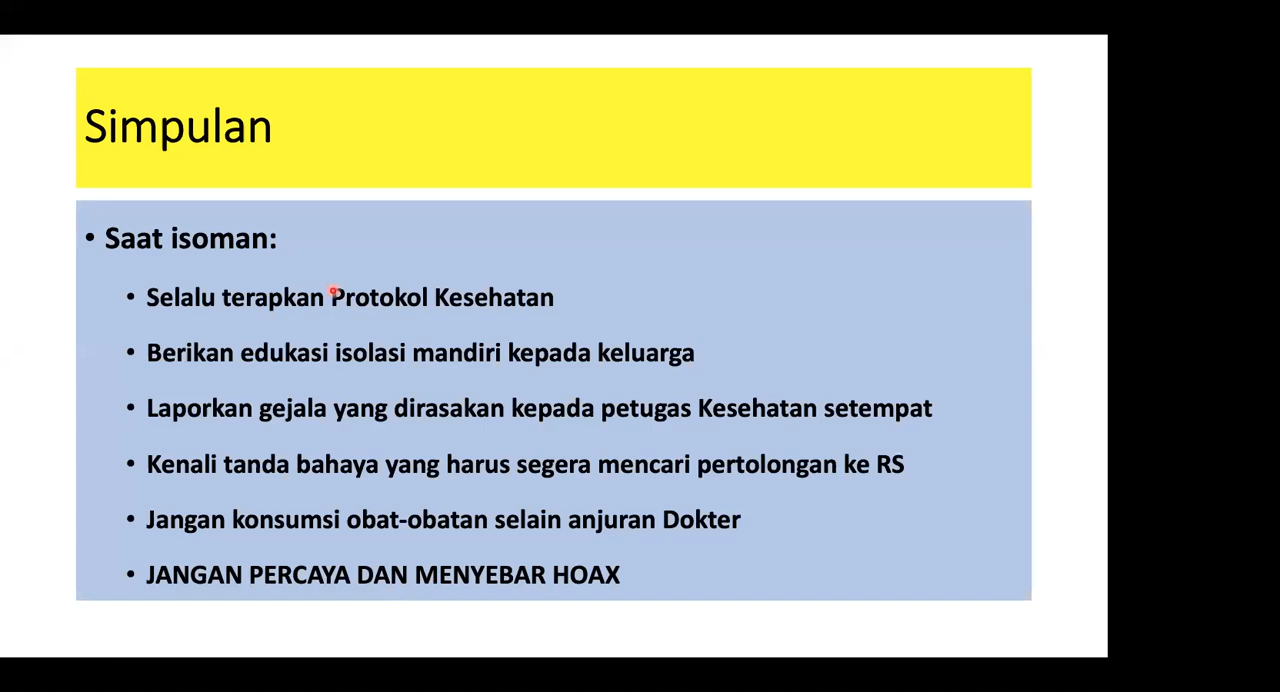 Simpulan
• Saat isoman:
• Selalu terapkan Protokol Kesehatan
• Berikan edukasi isolasi mandiri kepada keluarga
• Laporkan gejala yang dirasakan kepada petugas Kesehatan setempat
• Kenali tanda bahaya yang harus segera mencari pertolongan ke RS
• Jangan konsumsi obat-obatan selain anjuran Dokter
• JANGAN PERCAYA DAN MENYEBAR HOAX